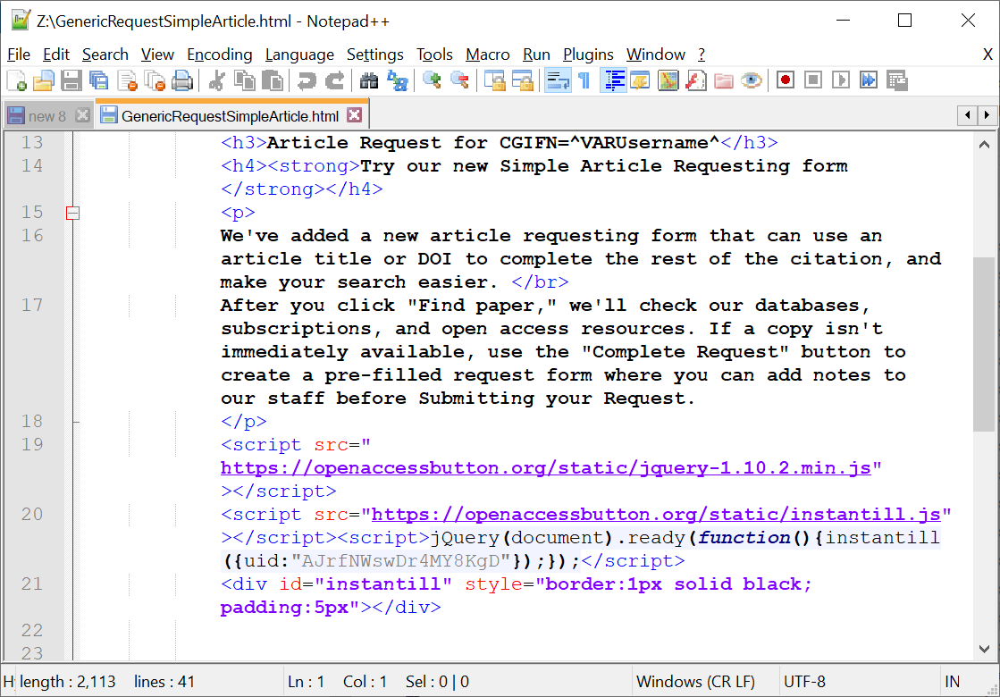 Z:\GenericRequestSimpleArticle.html - Notepad++
File Edit Search View Encoding Language Settings Tools Macro Run Plugins Window ? X
new 8 GenericRequestSimpleArticle.html
13 <h3>Article Request for CGIFN=^VARUsername^</h3>
14 <h4><strong>Try our new Simple Article Requesting form
</strong></h4>
15 <p>
16 We've added a new article requesting form that can use an
article title or DOI to complete the rest of the citation, and
make your search easier. </br>
17 After you click "Find paper," we'll check our databases,
subscriptions, and open access resources. If a copy isn't
immediately available, use the "Complete Request" button to
create a pre-filled request form where you can add notes to
our staff before Submitting your Request.
18 </p>
19 <script src="
https://openaccessbutton.org/static/jquery-1.10.2.min.js"
></script>
20 <script src="https://openaccessbutton.org/static/instantill.js"
></script><script>jQuery(document).ready(function(){instantill
({uid:"AJrfNWswDr4MY8KgD"});});</script>
21 <div id="instantill" style="border:1px solid black;
padding:5px"></div>
22
23
length : 2,113 lines : 41 Ln : 1 Col : 1 Sel : 0 | 0 Windows (CR LF) UTF-8 IN